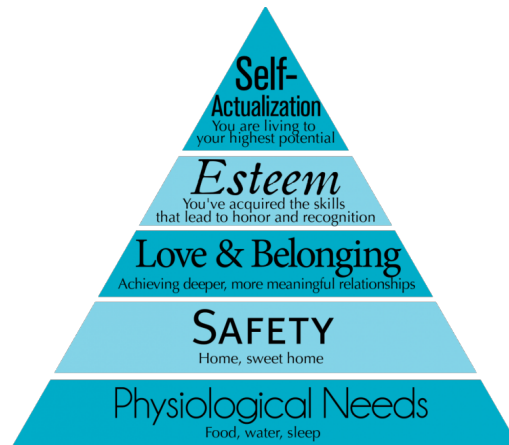 Self-
Actualization
You are living to
your highest potential
Esteem
You've acquired the skills
that lead to honor and recognition
Love & Belonging
Achieving deeper, more meaningful relationships
SAFETY
Home, sweet home
Physiological Needs
Food, water, sleep